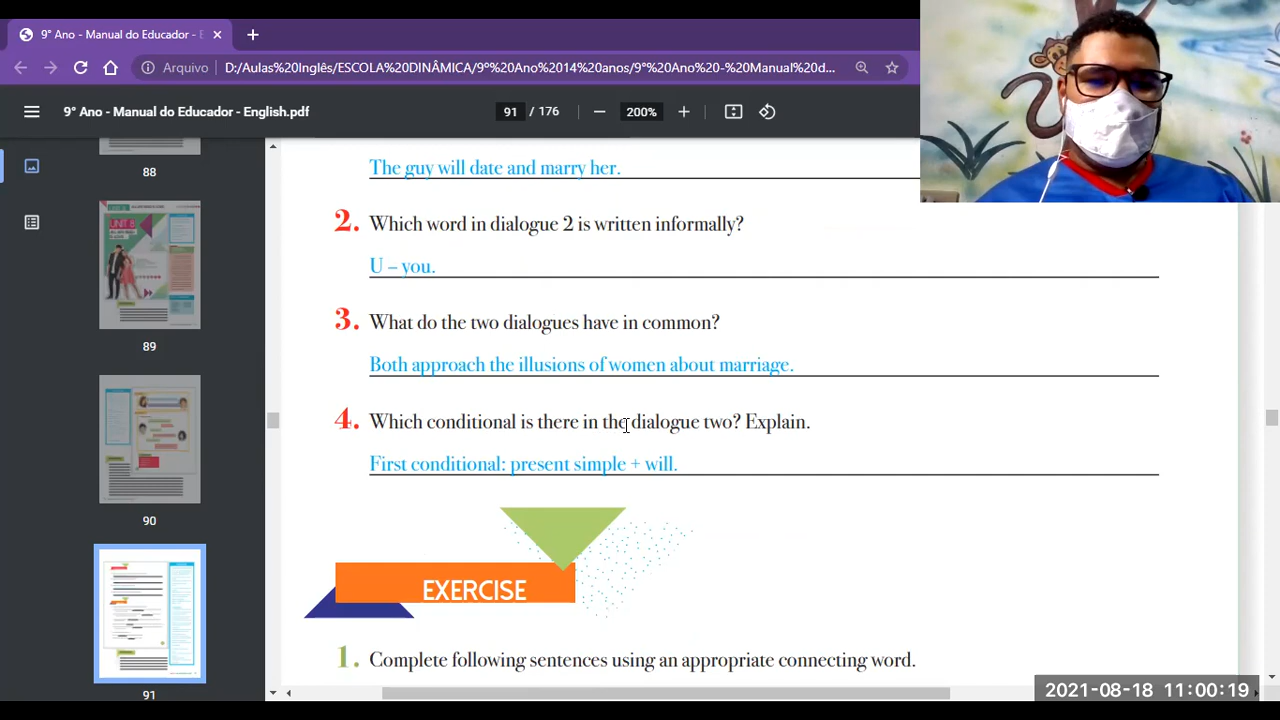 9° Ano - Manual do Educador - E
Arquivo
D:/Aulas%20Inglês/ESCOLA%20DINÂMICA/9º%20Ano%2014%20anos/9°%20Ano%20-%20Manual%20d...
9° Ano - Manual do Educador - English.pdf
91 / 176
200%
88
89
90
91
The guy will date and marry her.
2. Which word in dialogue 2 is written informally?
U – you.
3. What do the two dialogues have in common?
Both approach the illusions of women about marriage.
4. Which conditional is there in the dialogue two? Explain.
First conditional: present simple + will.
EXERCISE
1. Complete following sentences using an appropriate connecting word.
2021-08-18 11:00:19